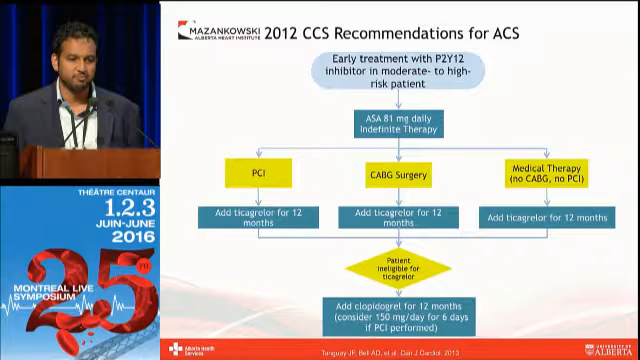 MAZANKOWSKI
ALBERTA HEART INSTITUTE
2012 CCS Recommendations for ACS
Early treatment with P2Y12
inhibitor in moderate- to high-
risk patient
ASA 81 mg daily
Indefinite Therapy
PCI
CABG Surgery
Medical Therapy
(no CABG, no PCI)
Add ticagrelor for 12
months
Add ticagrelor for 12
months
Add ticagrelor for 12 months
Patient
ineligible for
ticagrelor
Add clopidogrel for 12 months
(consider 150 mg/day for 6 days
if PCI performed)
Alberta Health
Services
Tanguay JF, Bell AD, et al. Can J Cardiol. 2013
UNIVERSITY OF
ALBERTA
THÉÂTRE CENTAUR
1.2.3
JUIN-JUNE
2016
25
MONTREAL LIVE
SYMPOSIUM